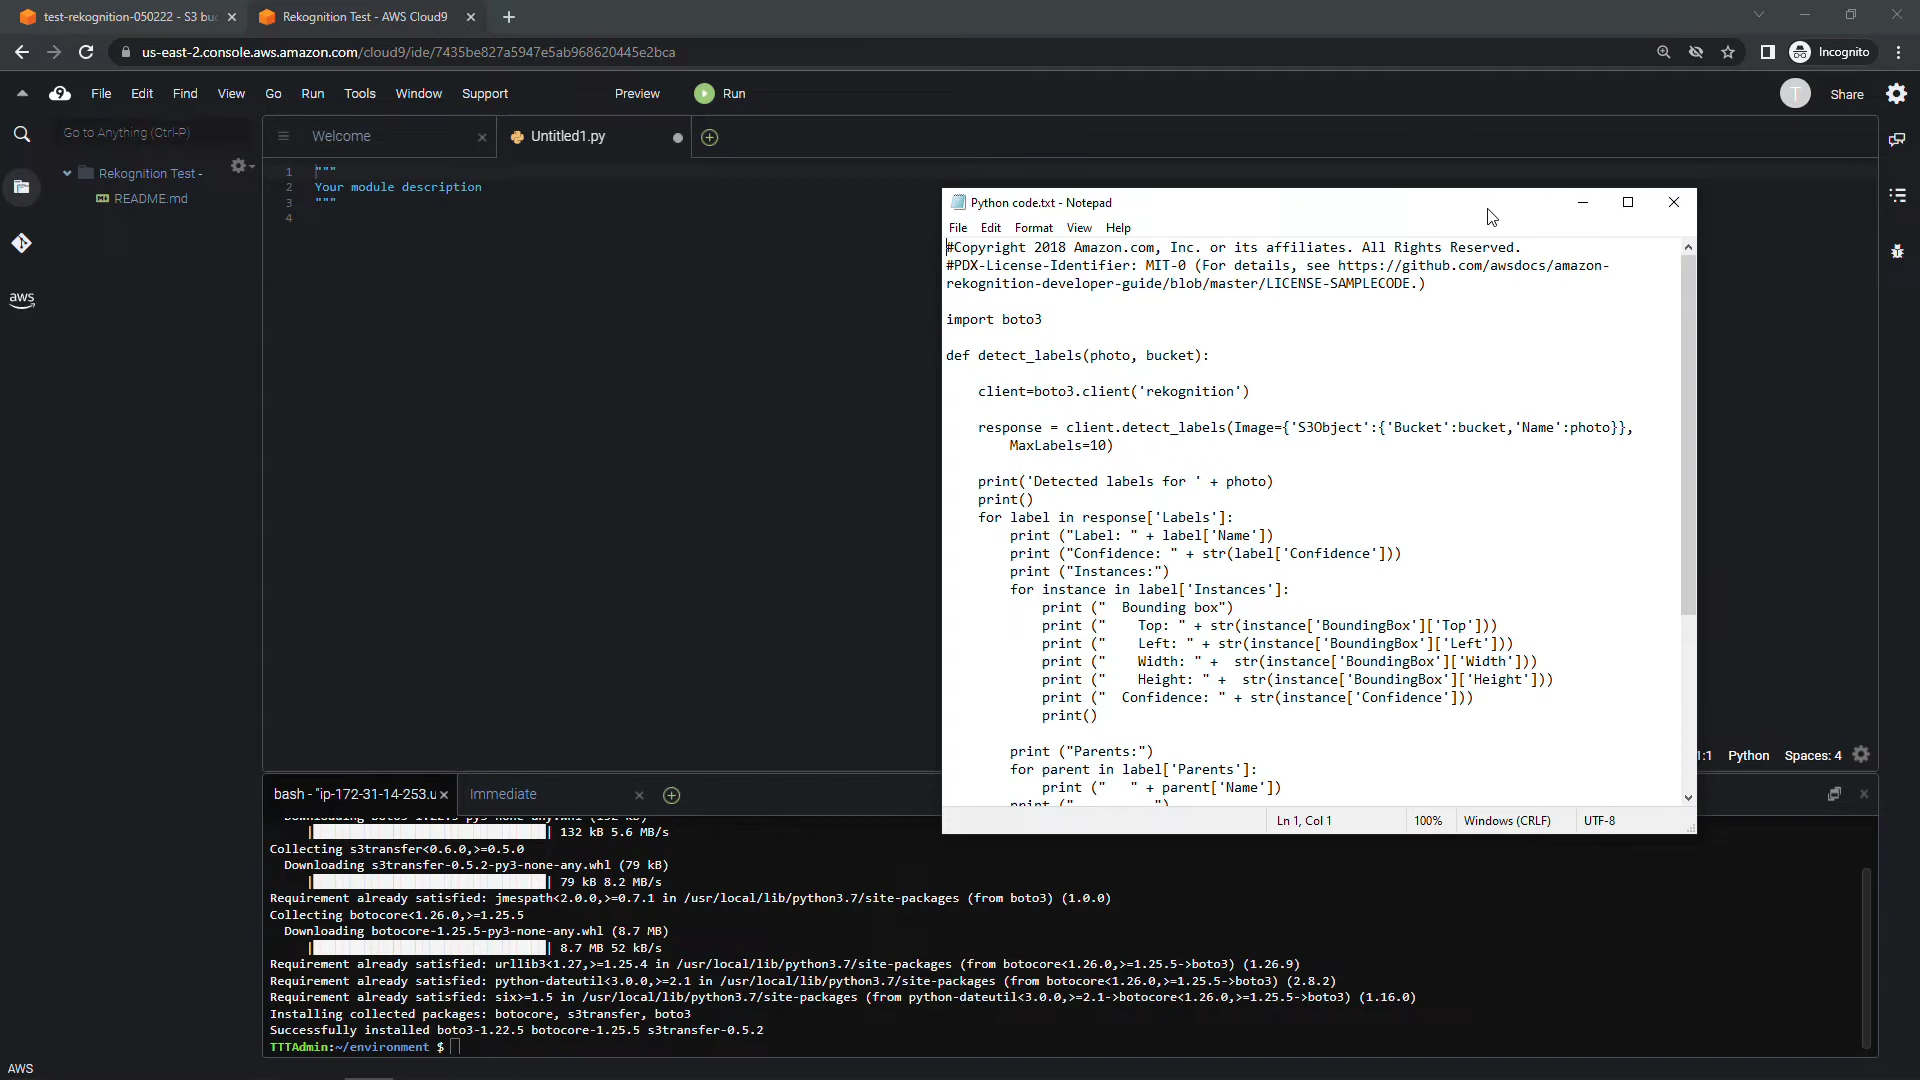 test-rekognition-050222 - S3 bu
Rekognition Test - AWS Cloud9
us-east-2.console.aws.amazon.com/cloud9/ide/7435be827a5947e5ab968620445e2bca
Incognito
9
File Edit Find View Go Run Tools Window Support Preview Run
T
Share
Go to Anything (Ctrl-P)
Rekognition Test -
README.md
aws
Welcome
Untitled1.py
1 """
2 Your module description
3 """
4
Python code.txt - Notepad
File Edit Format View Help
#Copyright 2018 Amazon.com, Inc. or its affiliates. All Rights Reserved.
#PDX-License-Identifier: MIT-0 (For details, see https://github.com/awsdocs/amazon-
rekognition-developer-guide/blob/master/LICENSE-SAMPLECODE.)
import boto3
def detect_labels(photo, bucket):
client=boto3.client('rekognition')
response = client.detect_labels(Image={'S3Object':{'Bucket':bucket,'Name':photo}},
MaxLabels=10)
print('Detected labels for ' + photo)
print()
for label in response['Labels']:
print ("Label: " + label['Name'])
print ("Confidence: " + str(label['Confidence']))
print ("Instances:")
for instance in label['Instances']:
print ("  Bounding box")
print ("    Top: " + str(instance['BoundingBox']['Top']))
print ("    Left: " + str(instance['BoundingBox']['Left']))
print ("    Width: " +  str(instance['BoundingBox']['Width']))
print ("    Height: " +  str(instance['BoundingBox']['Height']))
print ("  Confidence: " + str(instance['Confidence']))
print()
print ("Parents:")
for parent in label['Parents']:
print ("   " + parent['Name'])
Ln 1, Col 1
100%
Windows (CRLF)
UTF-8
1:1 Python Spaces: 4
bash - "ip-172-31-14-253.u
Immediate
| 132 kB 5.6 MB/s
Collecting s3transfer<0.6.0,>=0.5.0
Downloading s3transfer-0.5.2-py3-none-any.whl (79 kB)
| 79 kB 8.2 MB/s
Requirement already satisfied: jmespath<2.0.0,>=0.7.1 in /usr/local/lib/python3.7/site-packages (from boto3) (1.0.0)
Collecting botocore<1.26.0,>=1.25.5
Downloading botocore-1.25.5-py3-none-any.whl (8.7 MB)
| 8.7 MB 52 kB/s
Requirement already satisfied: urllib3<1.27,>=1.25.4 in /usr/local/lib/python3.7/site-packages (from botocore<1.26.0,>=1.25.5->boto3) (1.26.9)
Requirement already satisfied: python-dateutil<3.0.0,>=2.1 in /usr/local/lib/python3.7/site-packages (from botocore<1.26.0,>=1.25.5->boto3) (2.8.2)
Requirement already satisfied: six>=1.5 in /usr/local/lib/python3.7/site-packages (from python-dateutil<3.0.0,>=2.1->botocore<1.26.0,>=1.25.5->boto3) (1.16.0)
Installing collected packages: botocore, s3transfer, boto3
Successfully installed boto3-1.22.5 botocore-1.25.5 s3transfer-0.5.2
TTTAdmin:~/environment $
AWS